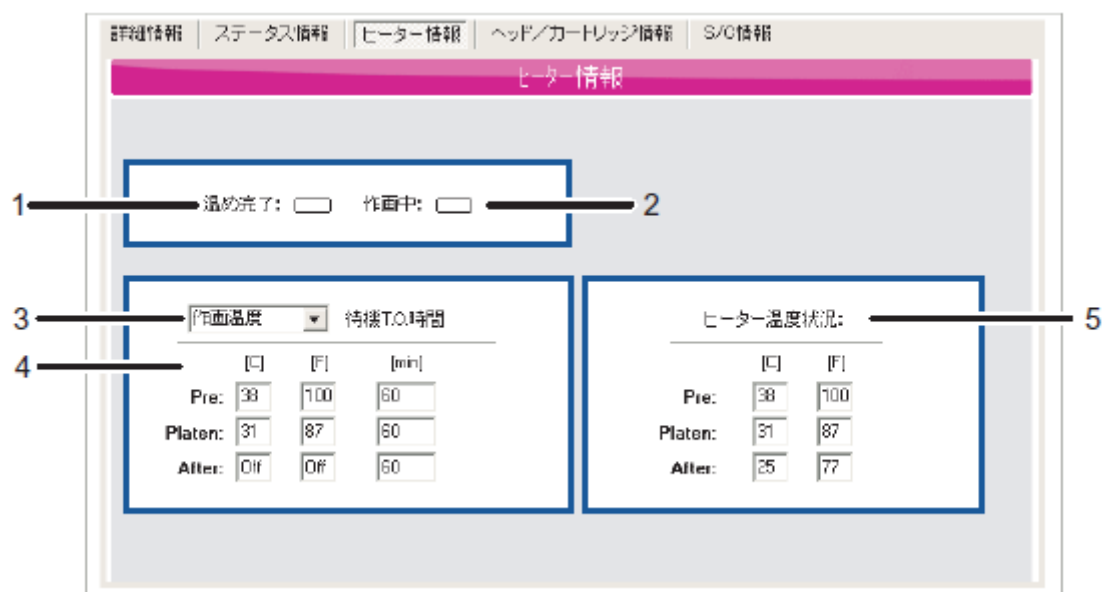 詳細情報 ステータス情報 ヒーター情報 ヘッド/カートリッジ情報 S/C情報
ヒーター情報
1 温め完了: 作画中: 2
3 作画温度 待機T.O.時間
ヒーター温度状況: 5
4 [C] [F] [min]
Pre: 38 100 60
Platen: 31 87 60
After: Off Off 60
[C] [F]
Pre: 38 100
Platen: 31 87
After: 25 77